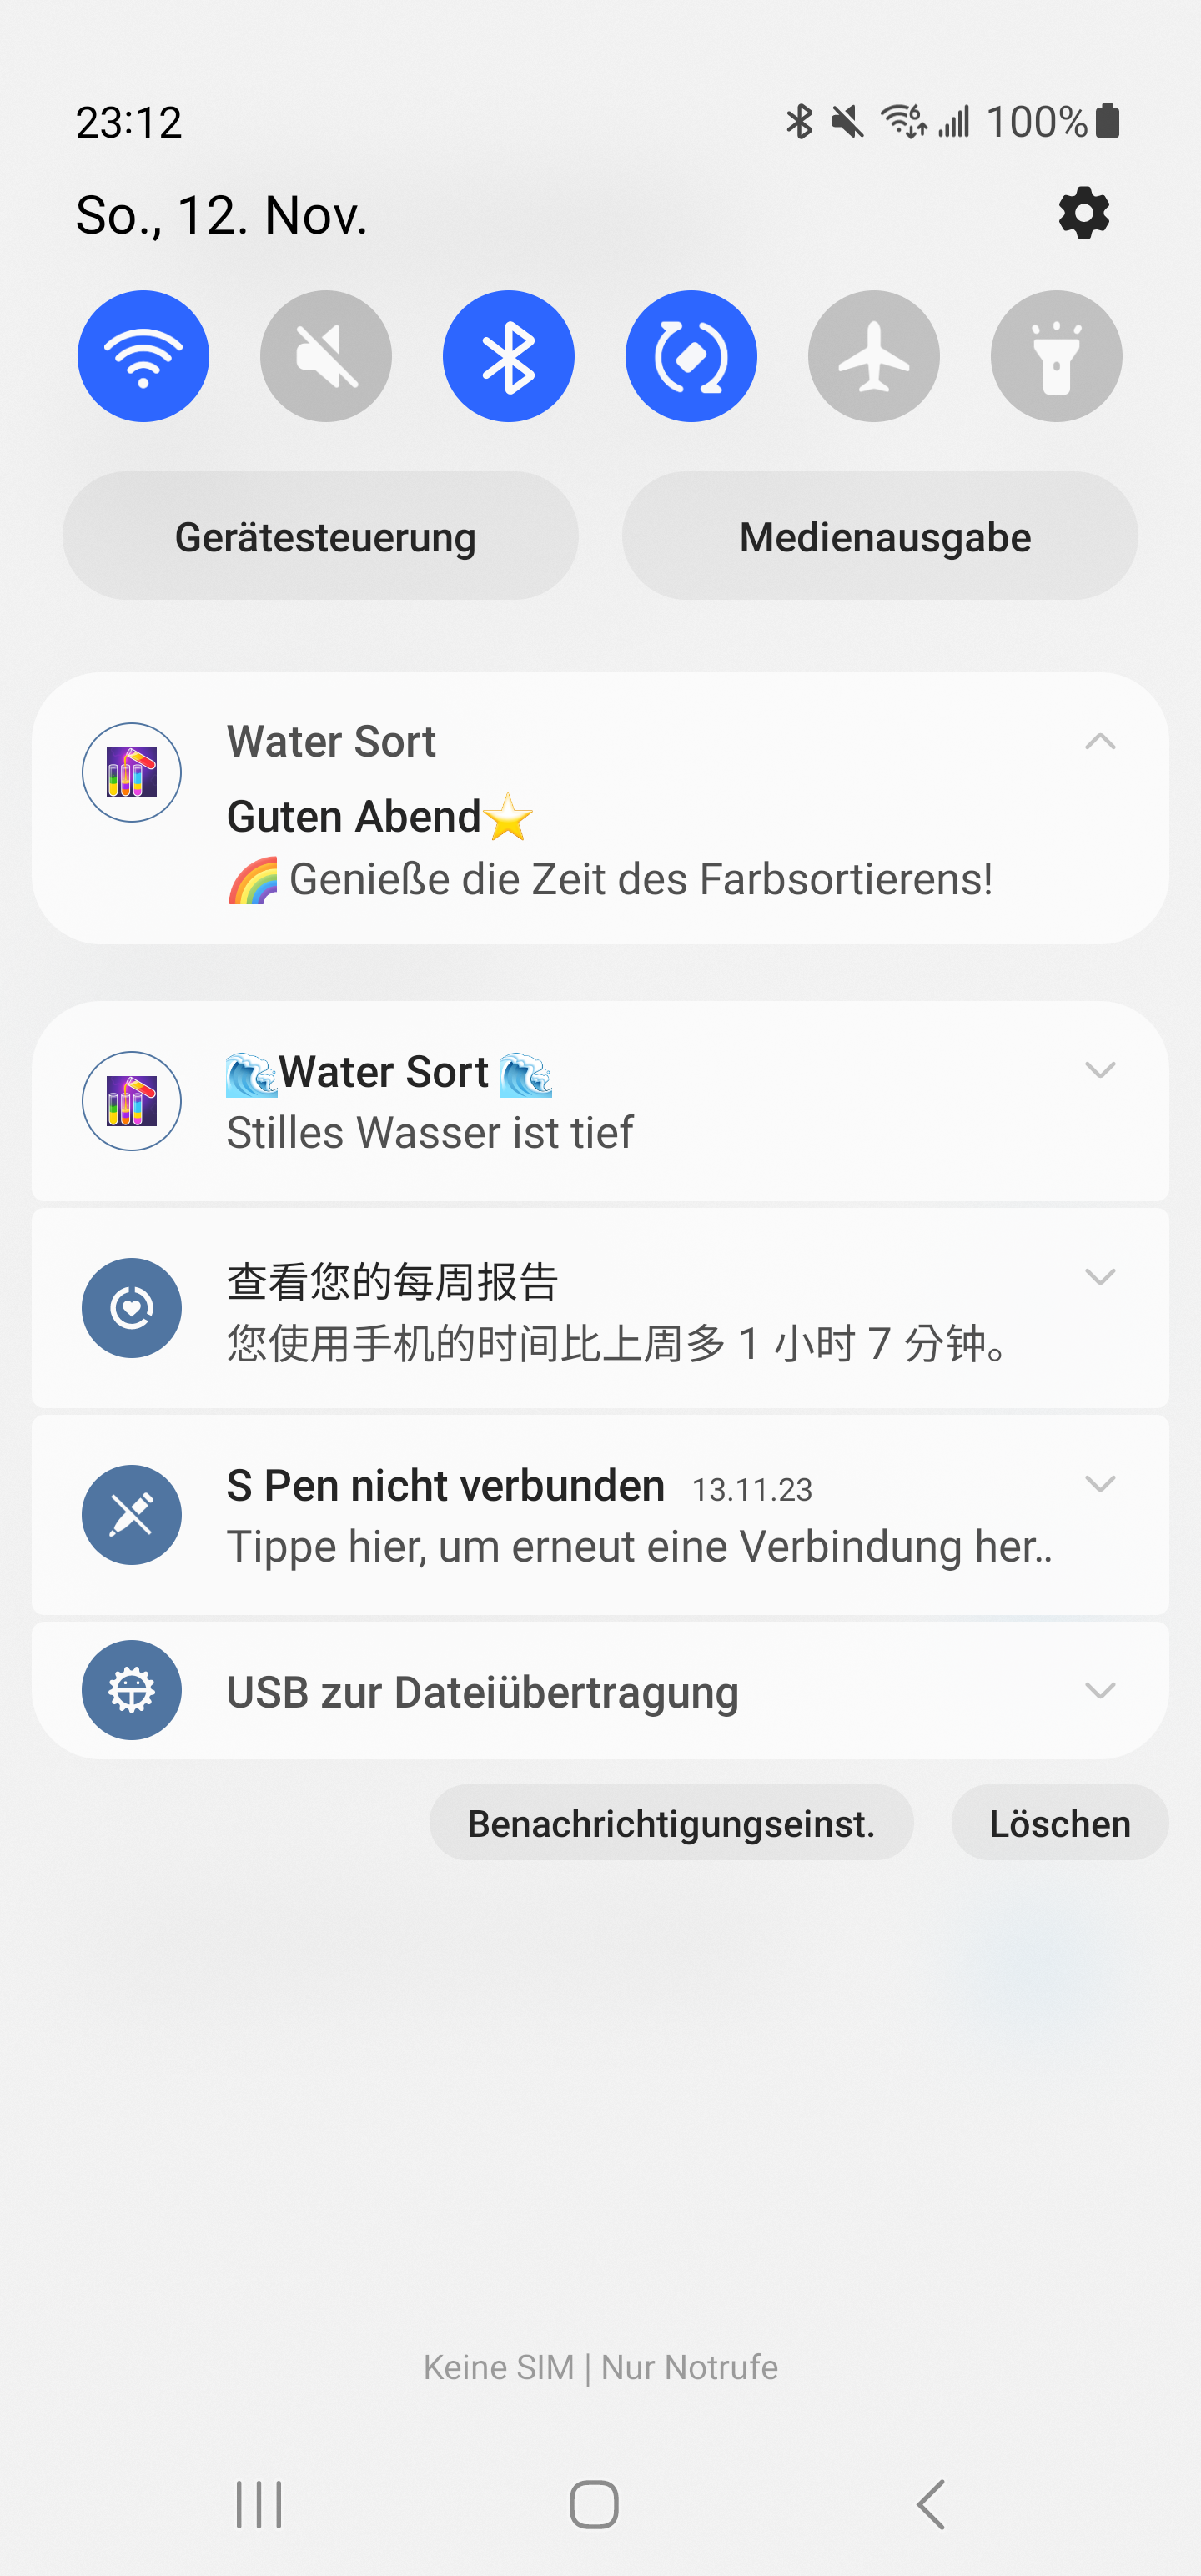 23:12
100%
So., 12. Nov.
Gerätesteuerung
Medienausgabe
Water Sort
Guten Abend⭐
🌈 Genieße die Zeit des Farbsortierens!
🌊Water Sort 🌊
Stilles Wasser ist tief
查看您的每周报告
您使用手机的时间比上周多 1 小时 7 分钟。
S Pen nicht verbunden 13.11.23
Tippe hier, um erneut eine Verbindung her..
USB zur Dateiübertragung
Benachrichtigungseinst.
Löschen
Keine SIM | Nur Notrufe